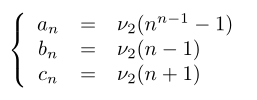 a_n = ν_2(n^{n−1} − 1)
b_n = ν_2(n − 1)
c_n = ν_2(n + 1)